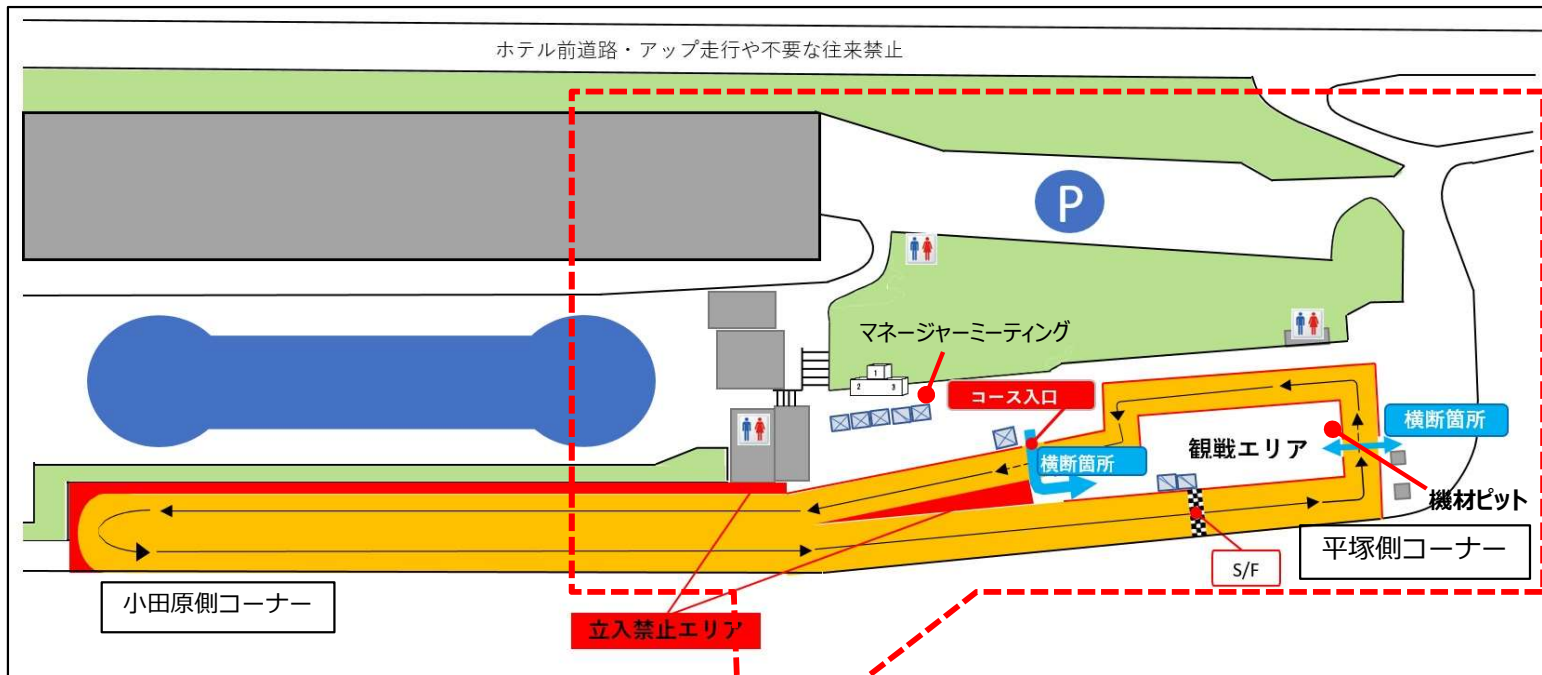 ホテル前道路・アップ走行や不要な往来禁止
P
マネージャーミーティング
1
2 3
コース入口
横断箇所
横断箇所
観戦エリア
機材ピット
平塚側コーナー
S/F
小田原側コーナー
立入禁止エリア